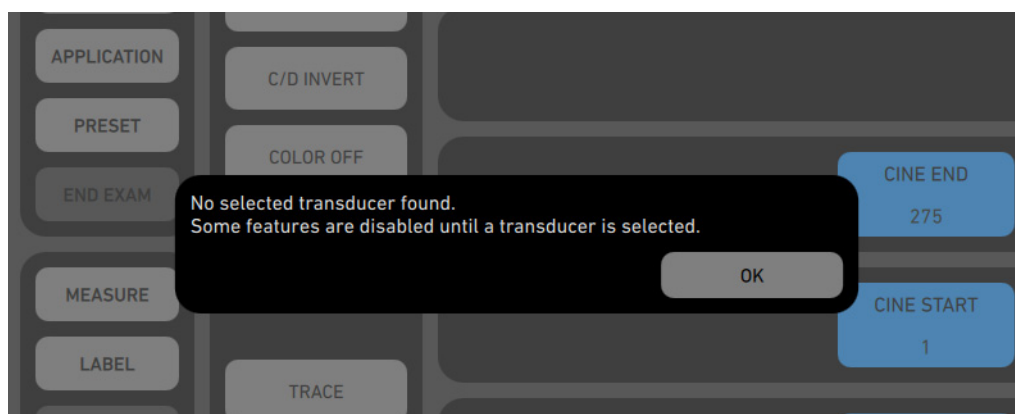 APPLICATION
PRESET
END EXAM
MEASURE
LABEL
C/D INVERT
COLOR OFF
TRACE
No selected transducer found.
Some features are disabled until a transducer is selected.
OK
CINE END
275
CINE START
1